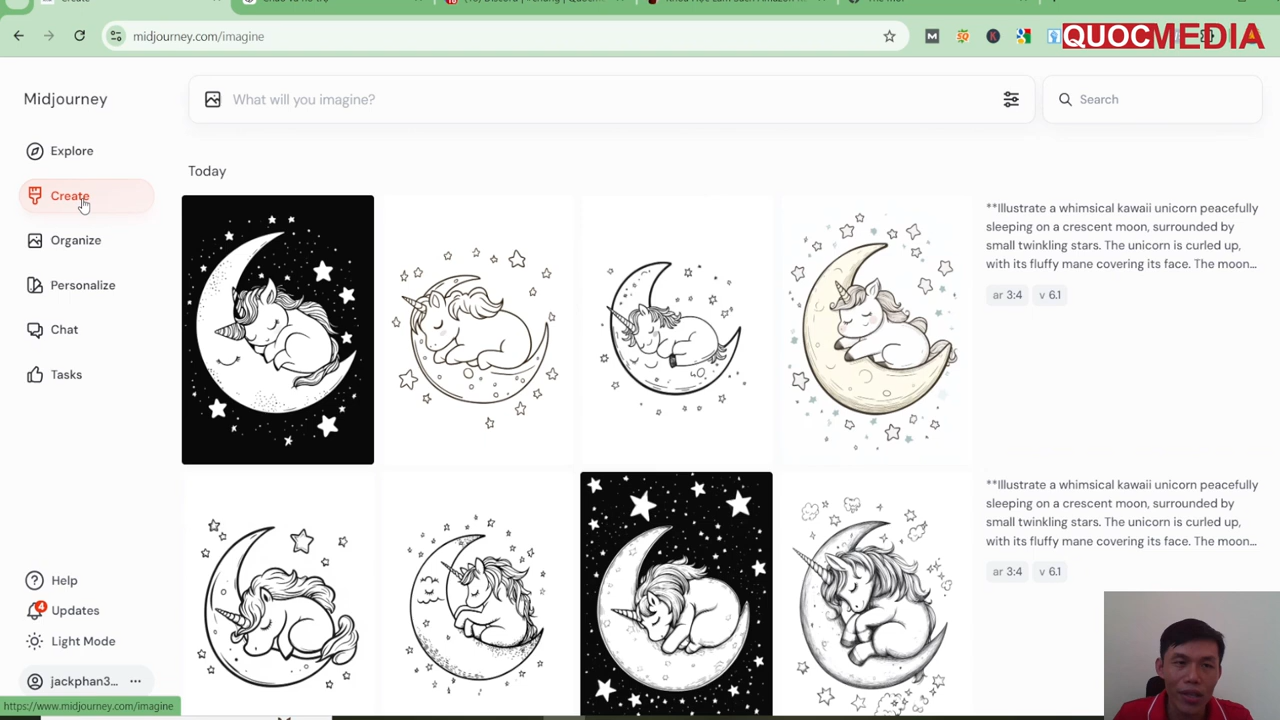 Create
midjourney.com/imagine
QUOCMEDIA
Midjourney
What will you imagine?
Search
Explore
Create
Organize
Personalize
Chat
Tasks
Today
**Illustrate a whimsical kawaii unicorn peacefully
sleeping on a crescent moon, surrounded by
small twinkling stars. The unicorn is curled up,
with its fluffy mane covering its face. The moon...
ar 3:4
v 6.1
**Illustrate a whimsical kawaii unicorn peacefully
sleeping on a crescent moon, surrounded by
small twinkling stars. The unicorn is curled up,
with its fluffy mane covering its face. The moon...
ar 3:4
v 6.1
Help
4
Updates
Light Mode
jackphan3...
https://www.midjourney.com/imagine